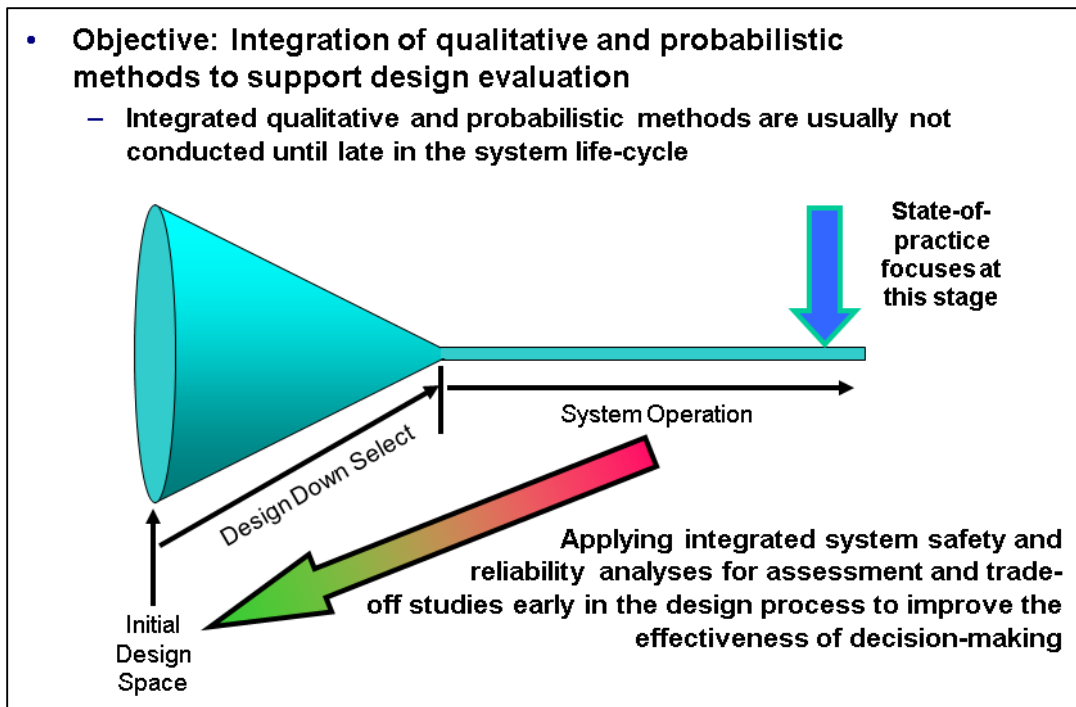 • Objective: Integration of qualitative and probabilistic
methods to support design evaluation
– Integrated qualitative and probabilistic methods are usually not
conducted until late in the system life-cycle
State-of-
practice
focuses at
this stage
System Operation
Design Down Select
Applying integrated system safety and
reliability analyses for assessment and trade-
off studies early in the design process to improve the
effectiveness of decision-making
Initial
Design
Space